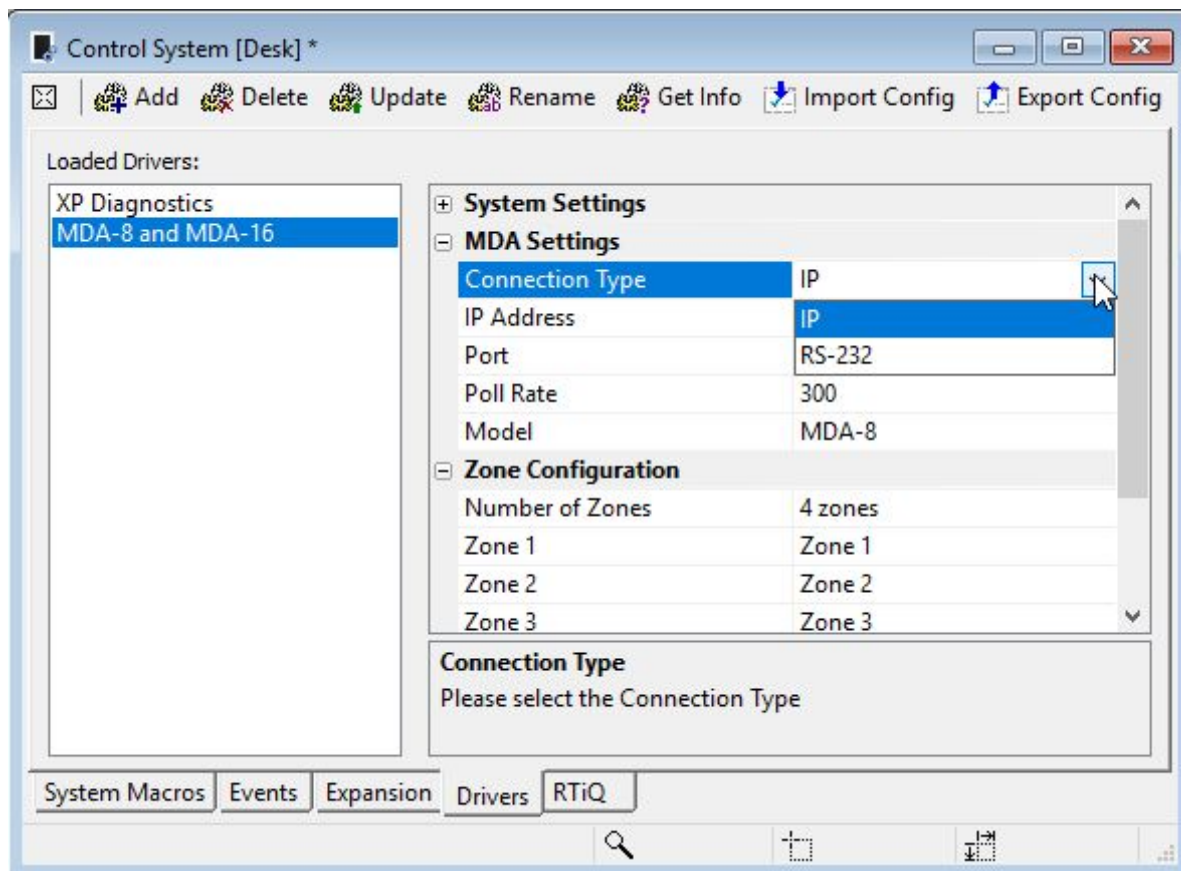 Control System [Desk] *
Add Delete Update Rename Get Info Import Config Export Config
Loaded Drivers:
XP Diagnostics
MDA-8 and MDA-16
System Settings
MDA Settings
Connection Type IP
IP Address IP
Port RS-232
Poll Rate 300
Model MDA-8
Zone Configuration
Number of Zones 4 zones
Zone 1 Zone 1
Zone 2 Zone 2
Zone 3 Zone 3
Connection Type
Please select the Connection Type
System Macros Events Expansion Drivers RTiQ